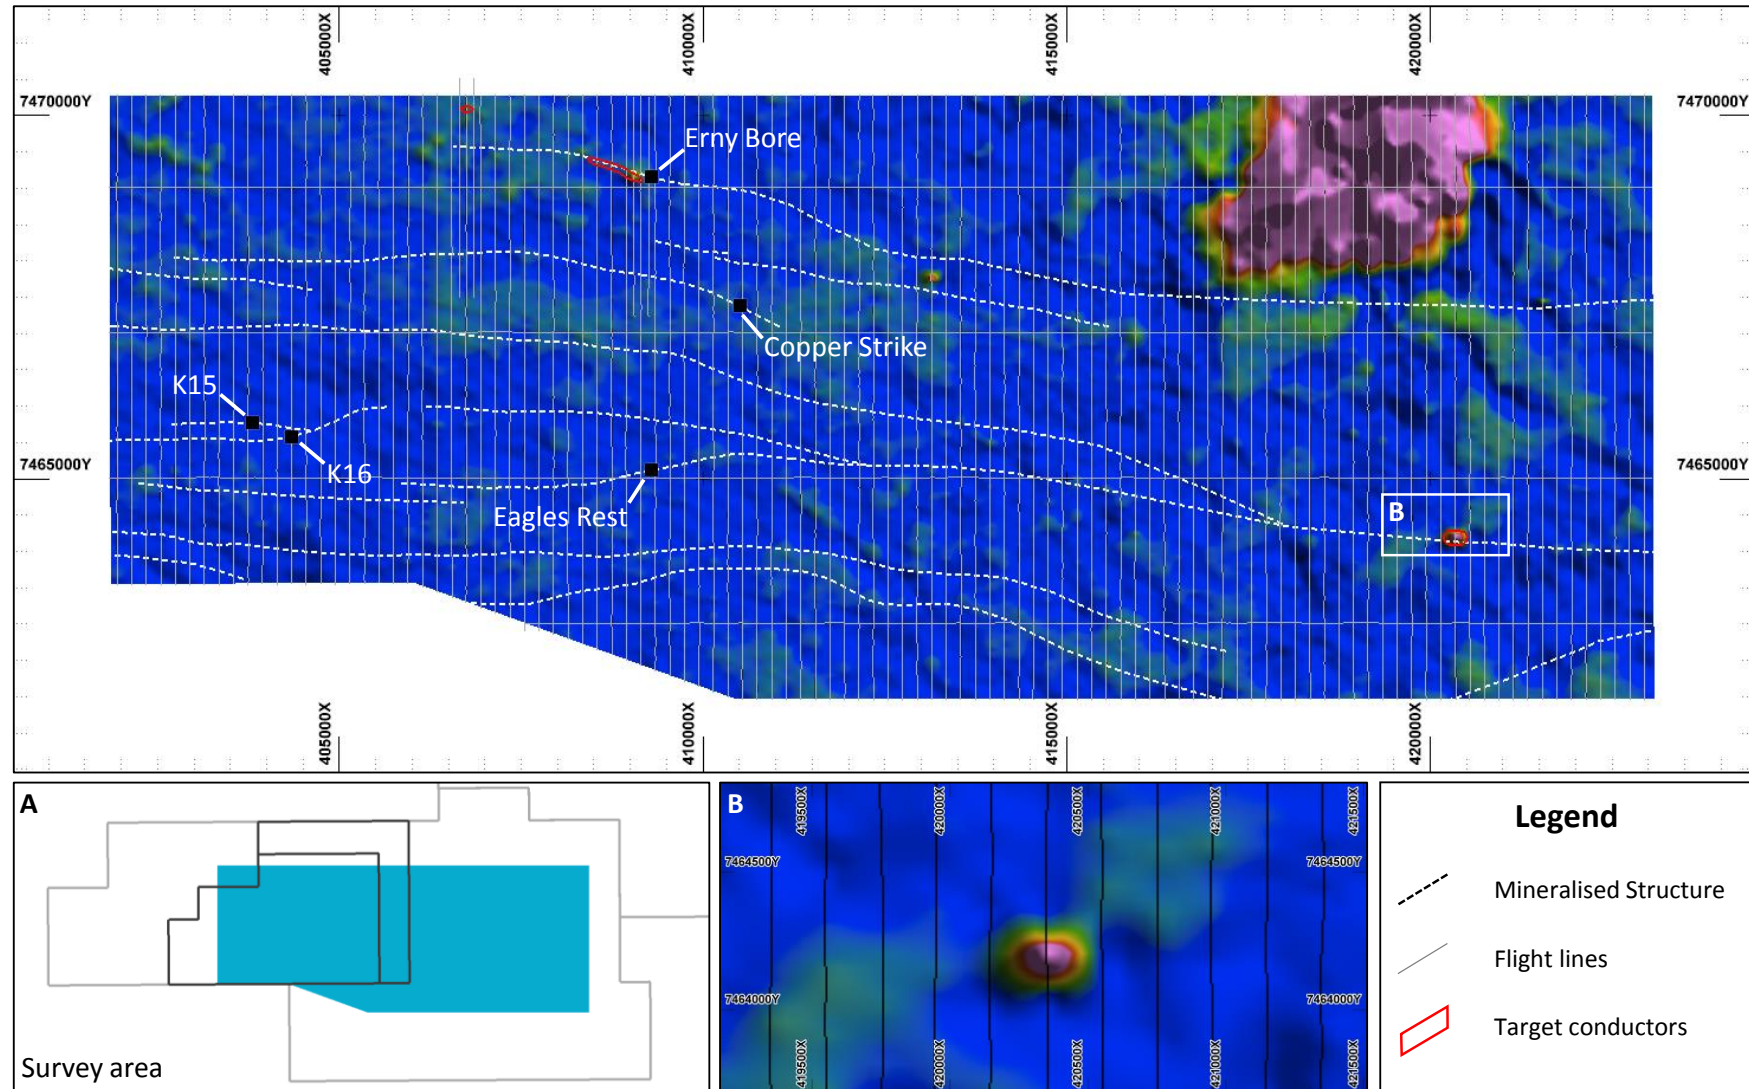 405000X
410000X
415000X
420000X
7470000Y
7470000Y
Erny Bore
Copper Strike
K15
K16
7465000Y
7465000Y
Eagles Rest
B
405000X
410000X
415000X
420000X
A
Survey area
B
419500X
420000X
420500X
421000X
421500X
7464500Y
7464500Y
7464000Y
7464000Y
419500X
420000X
420500X
421000X
421500X
Legend
Mineralised Structure
Flight lines
Target conductors